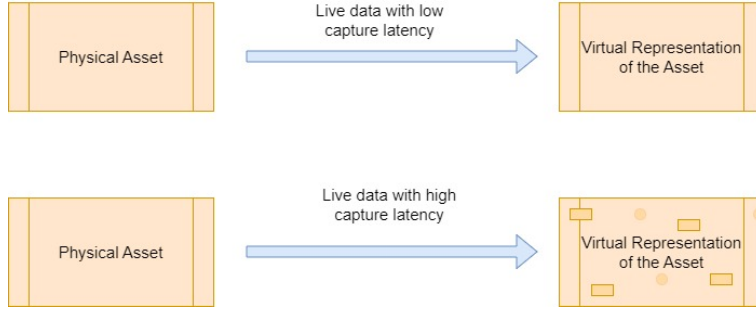 Physical Asset
Live data with low
capture latency
Virtual Representation
of the Asset
Physical Asset
Live data with high
capture latency
Virtual Representation
of the Asset